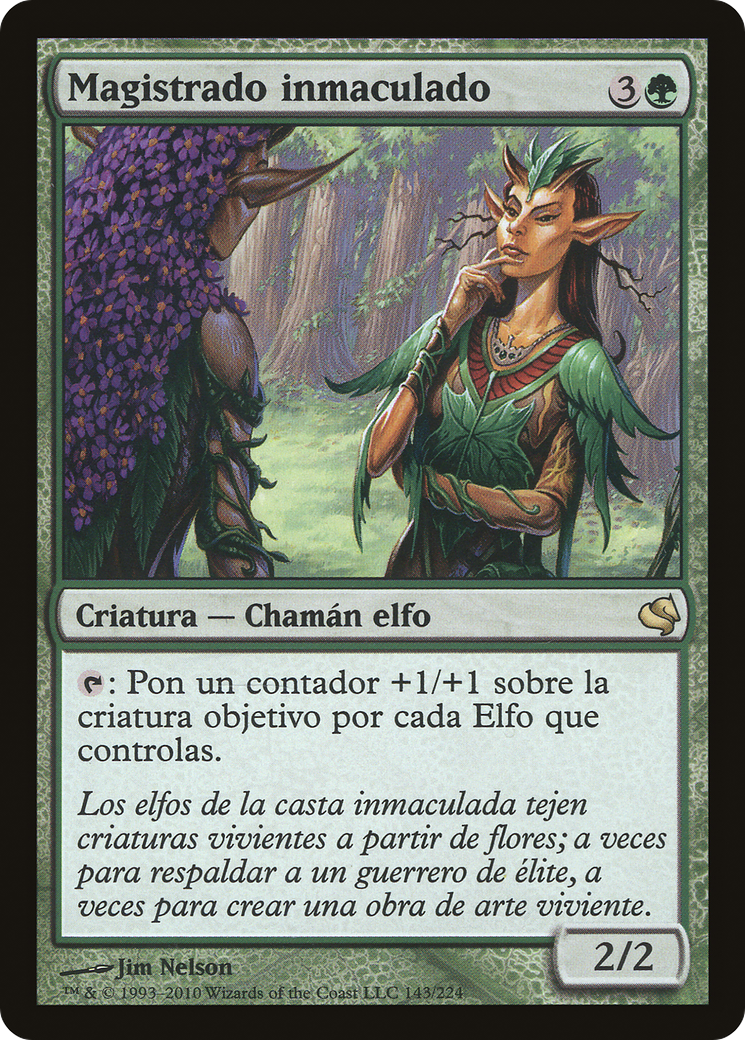 Magistrado inmaculado 3
Criatura — Chamán elfo
: Pon un contador +1/+1 sobre la
criatura objetivo por cada Elfo que
controlas.
Los elfos de la casta inmaculada tejen
criaturas vivientes a partir de flores; a veces
para respaldar a un guerrero de élite, a
veces para crear una obra de arte viviente.
2/2
Jim Nelson
™ & © 1993–2010 Wizards of the Coast LLC 143/224